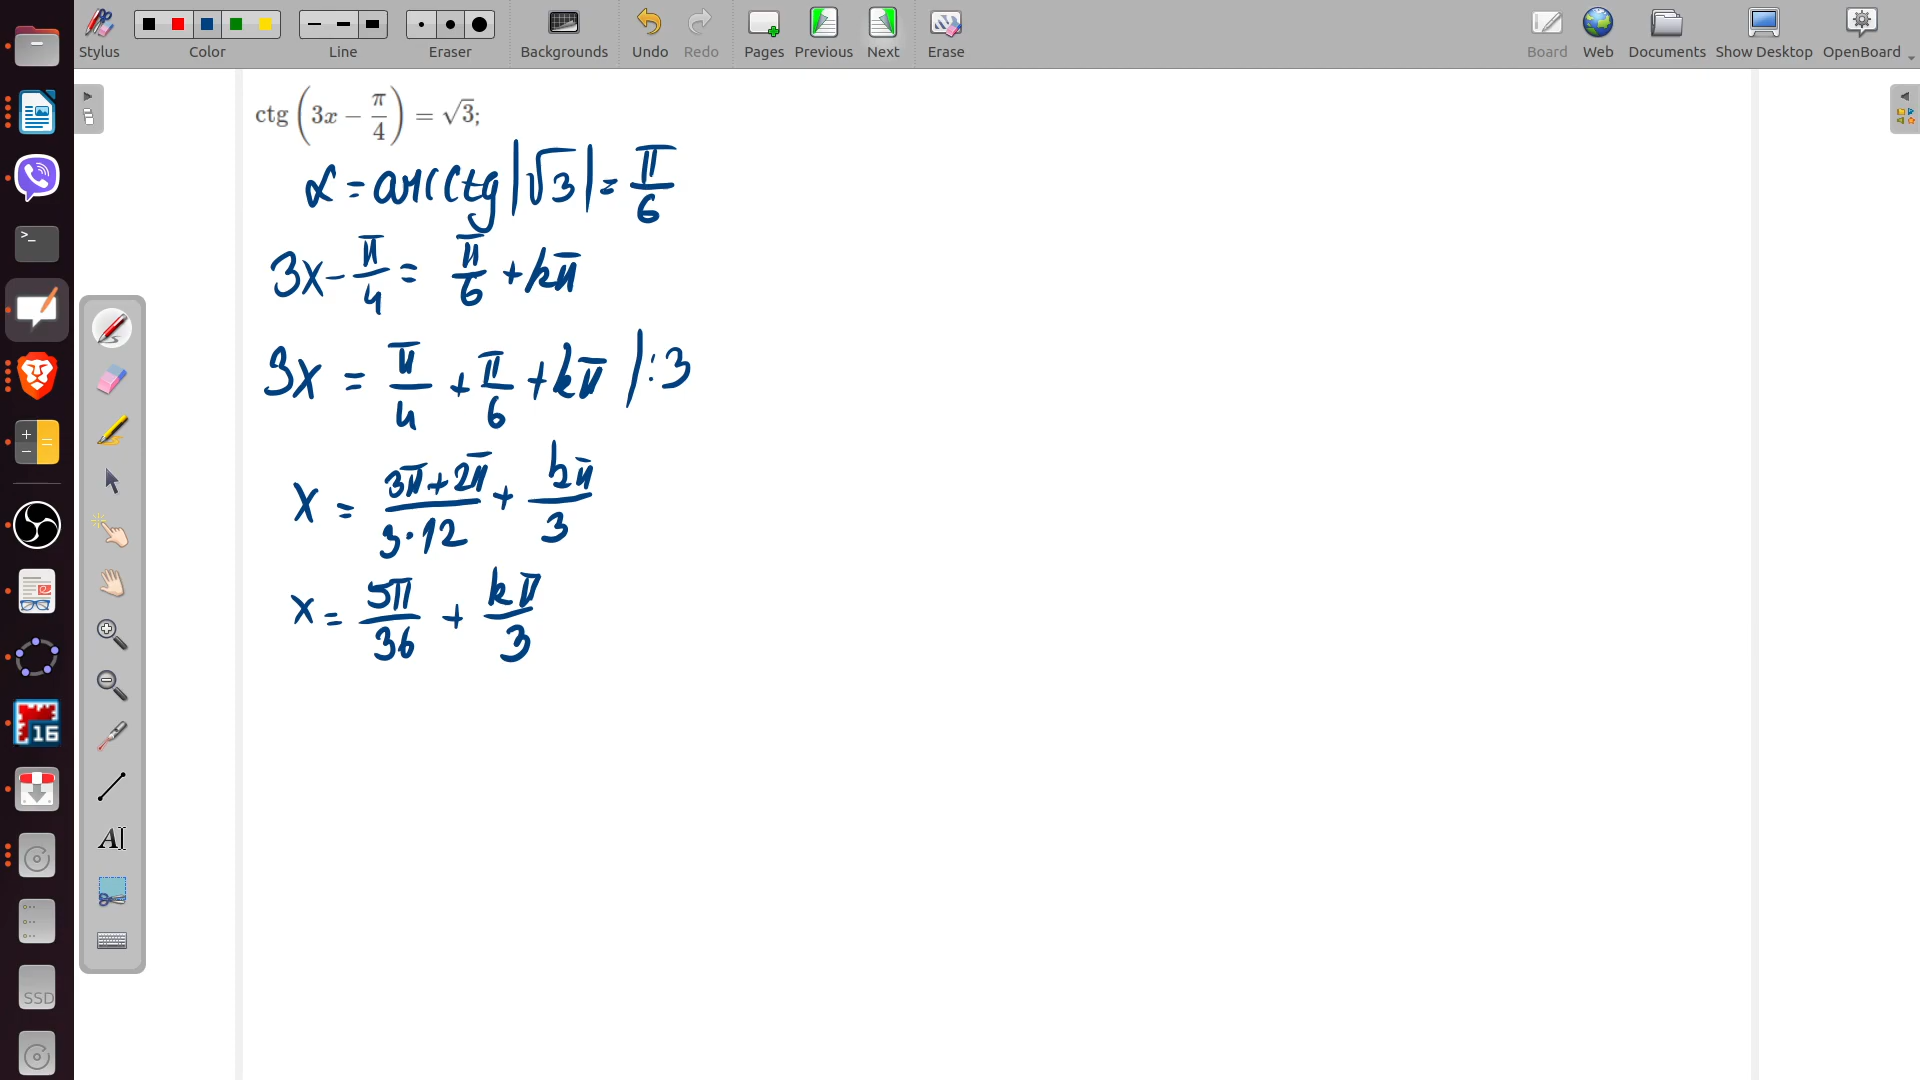 Stylus Color Line Eraser Backgrounds Undo Redo Pages Previous Next Erase Board Web Documents Show Desktop OpenBoard
ctg (3x − π/4) = √3;
α = arcctg |√3| = π/6
3x − π/4 = π/6 + kπ
3x = π/4 + π/6 + kπ /:3
x = (3π + 2π)/(3·12) + kπ/3
x = 5π/36 + kπ/3
AI
16
SSD